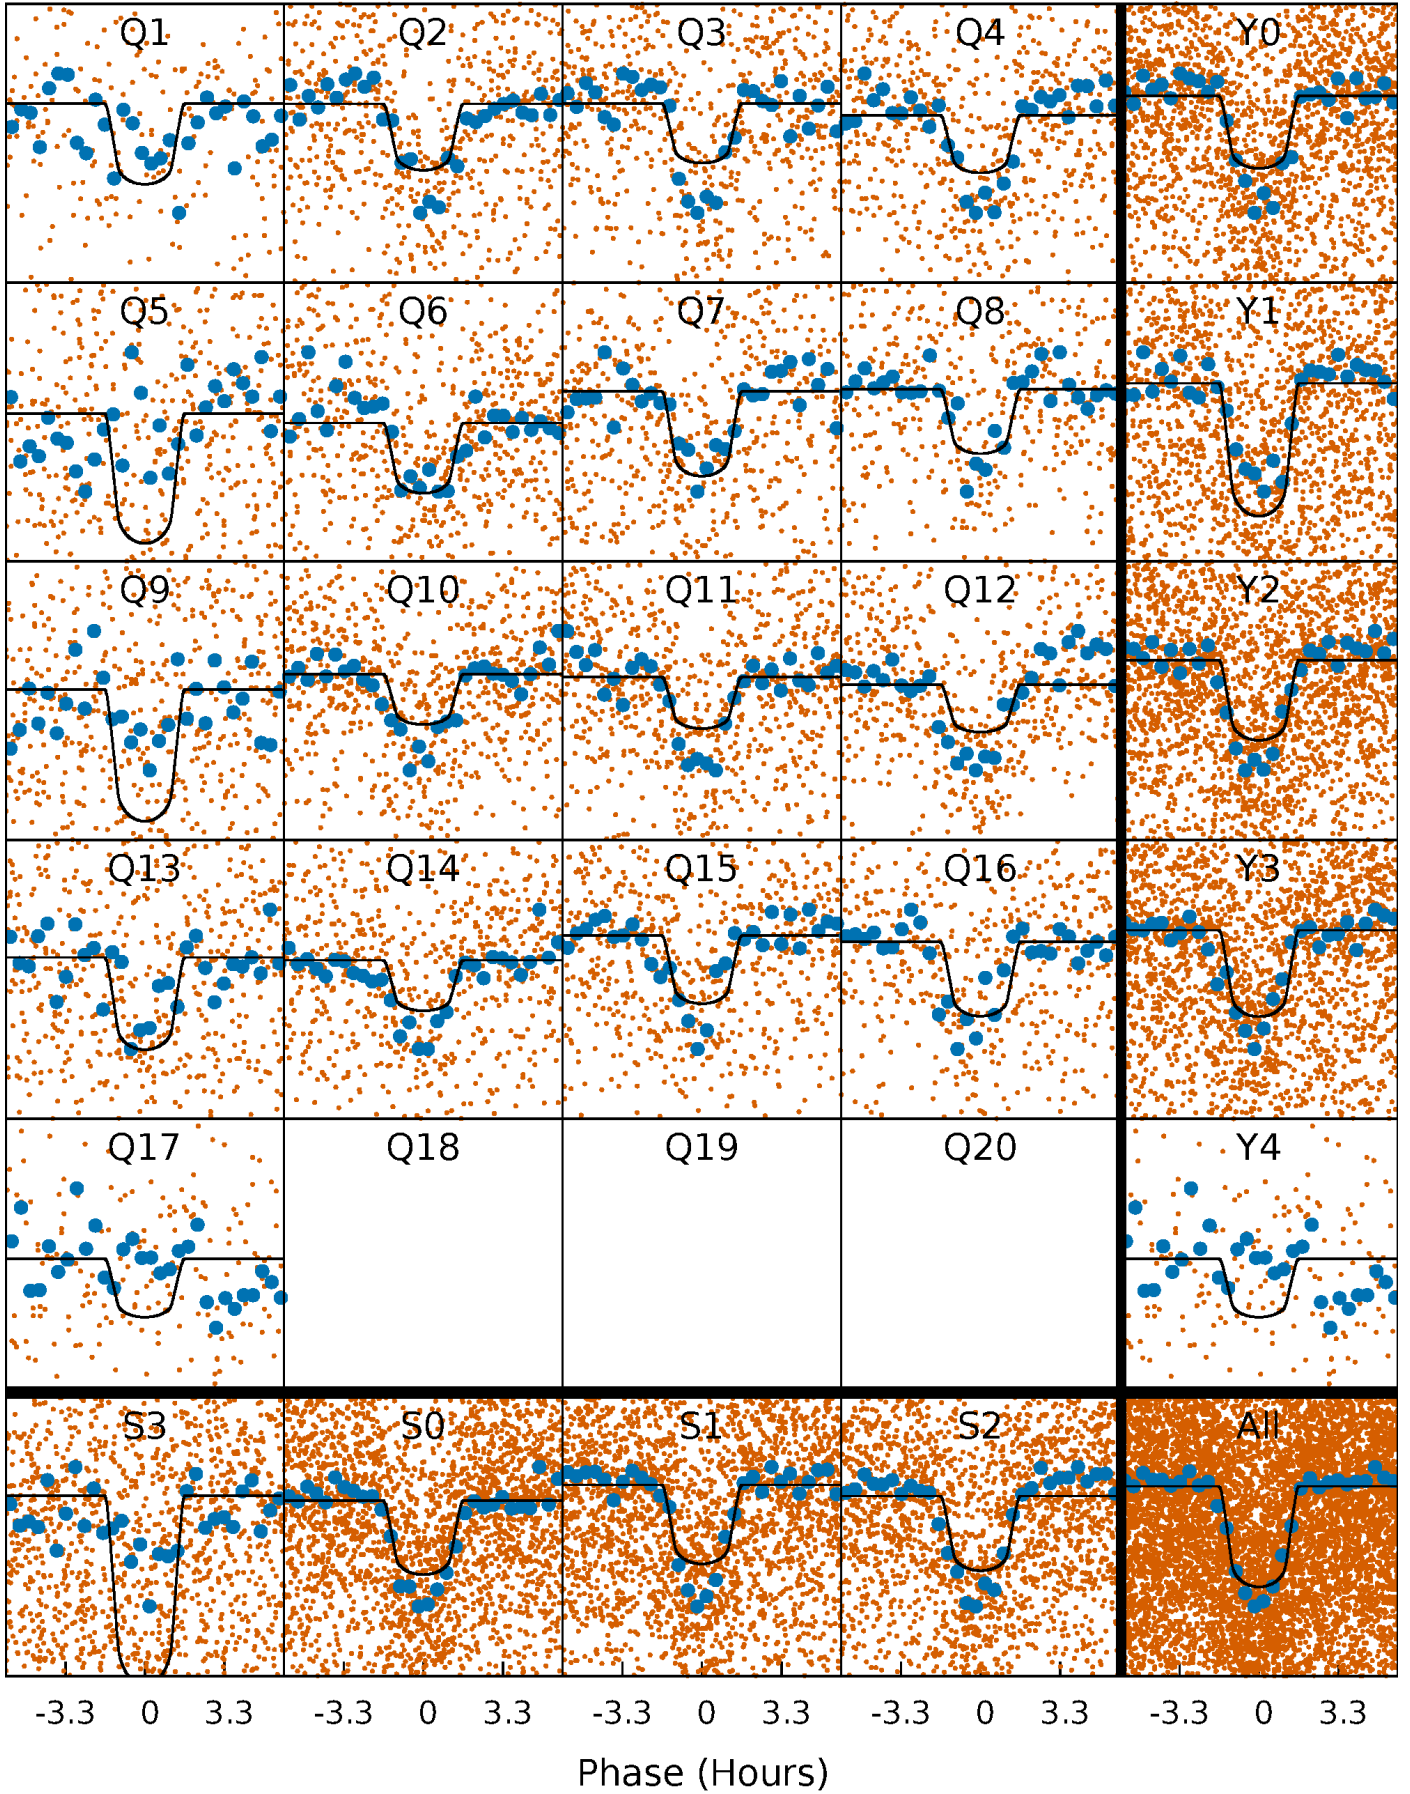 Q1 Q2 Q3 Q4 Y0
Q5 Q6 Q7 Q8 Y1
Q9 Q10 Q11 Q12 Y2
Q13 Q14 Q15 Q16 Y3
Q17 Q18 Q19 Q20 Y4
S3 S0 S1 S2 All
-3.3 0 3.3 -3.3 0 3.3 -3.3 0 3.3 -3.3 0 3.3 -3.3 0 3.3
Phase (Hours)